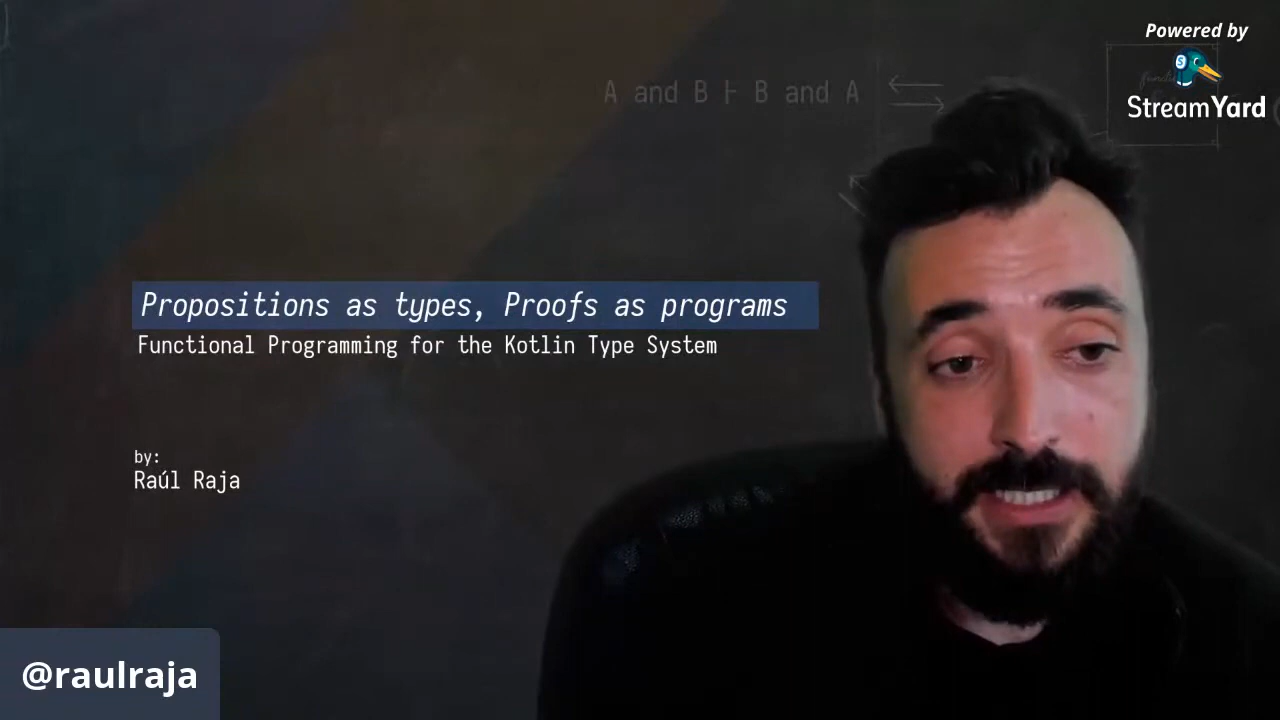 Powered by
StreamYard
A and B ⊢ B and A
Propositions as types, Proofs as programs
Functional Programming for the Kotlin Type System
by:
Raúl Raja
@raulraja